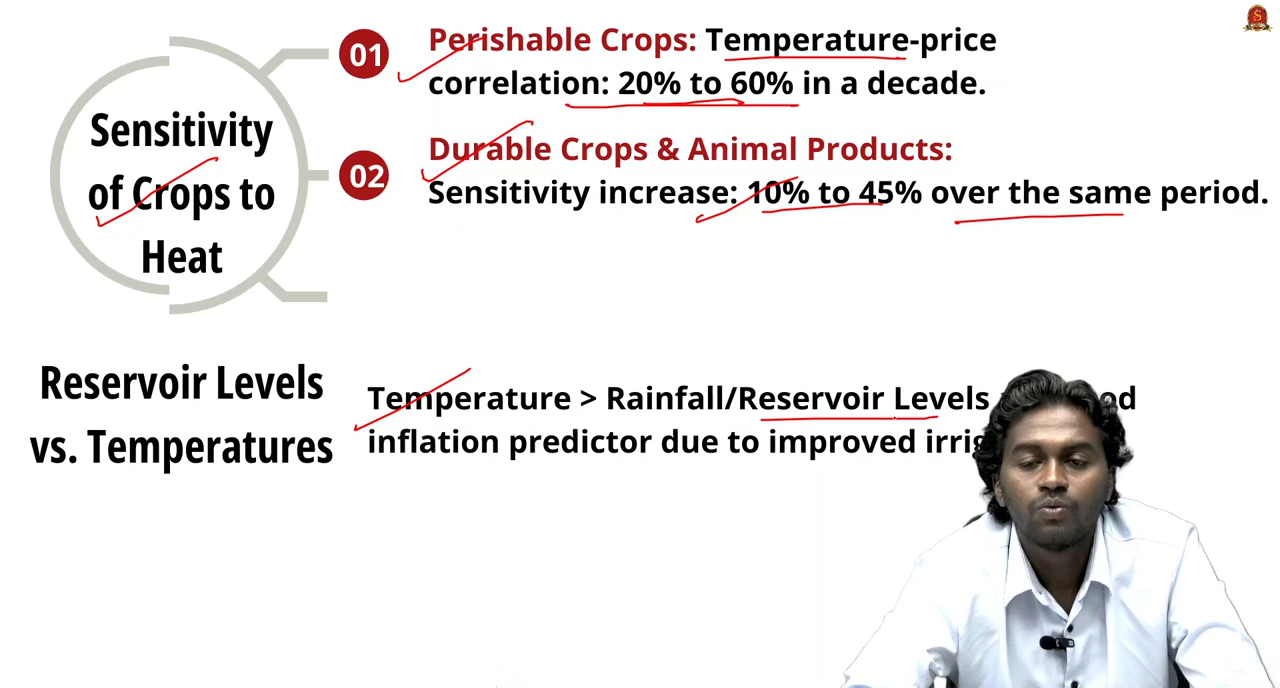 Sensitivity
of Crops to
Heat
01
Perishable Crops: Temperature-price
correlation: 20% to 60% in a decade.
02
Durable Crops & Animal Products:
Sensitivity increase: 10% to 45% over the same period.
Reservoir Levels
vs. Temperatures
Temperature > Rainfall/Reservoir Levels
inflation predictor due to improved